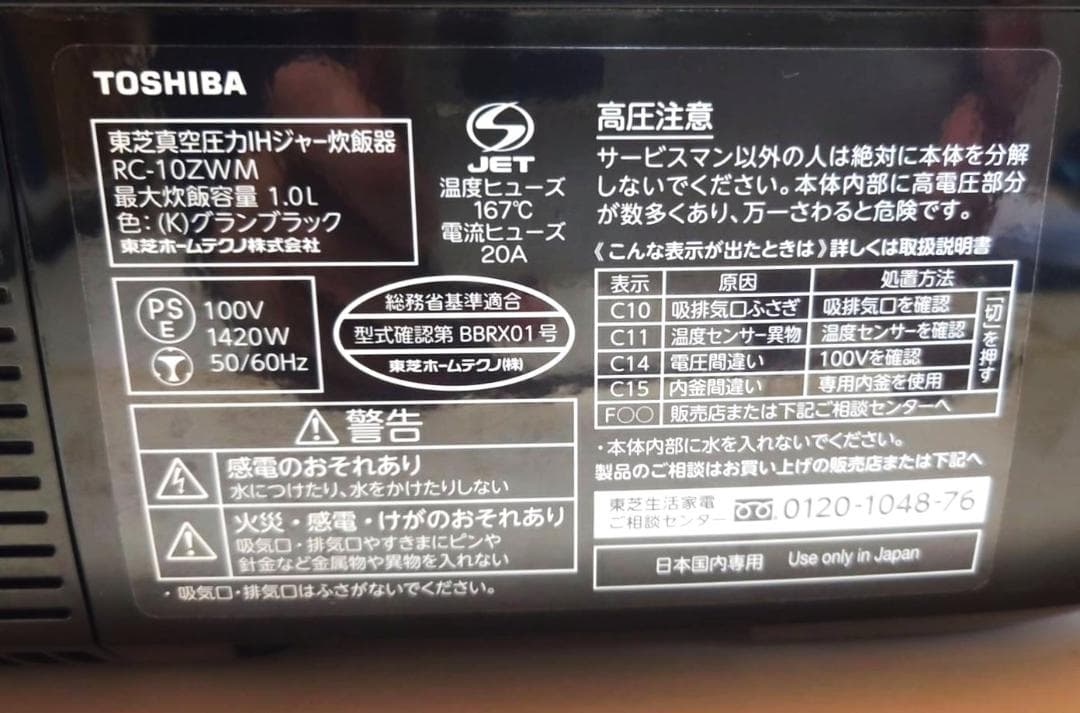 TOSHIBA
東芝真空圧力IHジャー炊飯器
RC-10ZWM
最大炊飯容量 1.0L
色：(K)グランブラック
東芝ホームテクノ株式会社
JET
温度ヒューズ
167℃
電流ヒューズ
20A
PS
E
100V
1420W
50/60Hz
総務省基準適合
型式確認第 BBRX01号
東芝ホームテクノ(株)
警告
感電のおそれあり
水につけたり、水をかけたりしない
火災・感電・けがのおそれあり
吸気口・排気口やすきまにピンや
針金など金属物や異物を入れない
・吸気口・排気口はふさがないでください。
高圧注意
サービスマン以外の人は絶対に本体を分解
しないでください。本体内部に高電圧部分
が数多くあり、万一さわると危険です。
《こんな表示が出たときは》詳しくは取扱説明書
表示 原因 処置方法
C10 吸排気口ふさぎ 吸排気口を確認
C11 温度センサー異物 温度センサーを確認
C14 電圧間違い 100Vを確認
C15 内釜間違い 専用内釜を使用
「切」を押す
F○○ 販売店または下記ご相談センターへ
・本体内部に水を入れないでください。
製品のご相談はお買い上げの販売店または下記へ
東芝生活家電
ご相談センター 0120-1048-76
日本国内専用 Use only in Japan